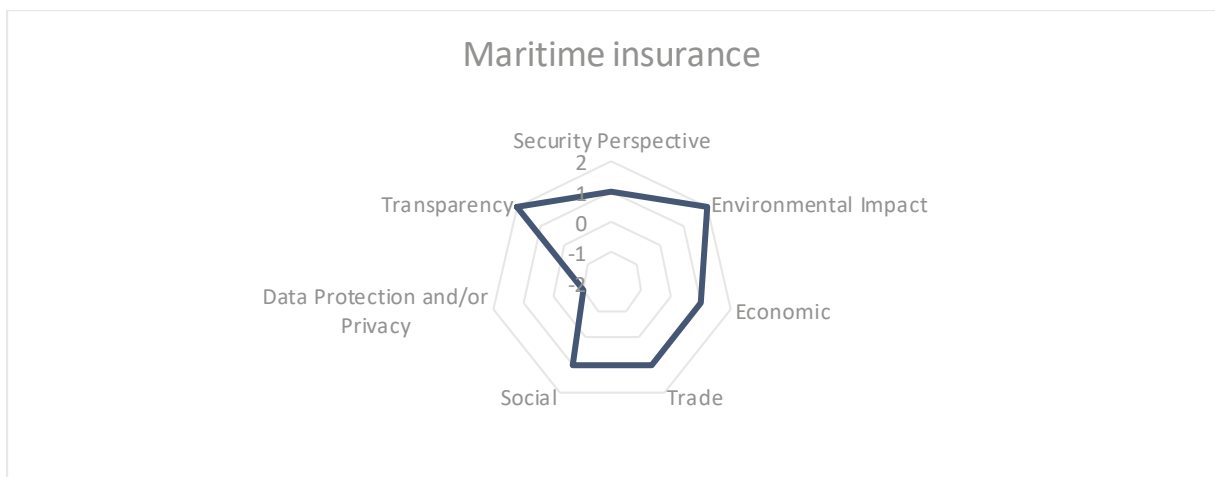 Maritime insurance
Security Perspective
2
Transparency
1
Environmental Impact
0
-1
Data Protection and/or
Privacy
-2
Economic
Social
Trade